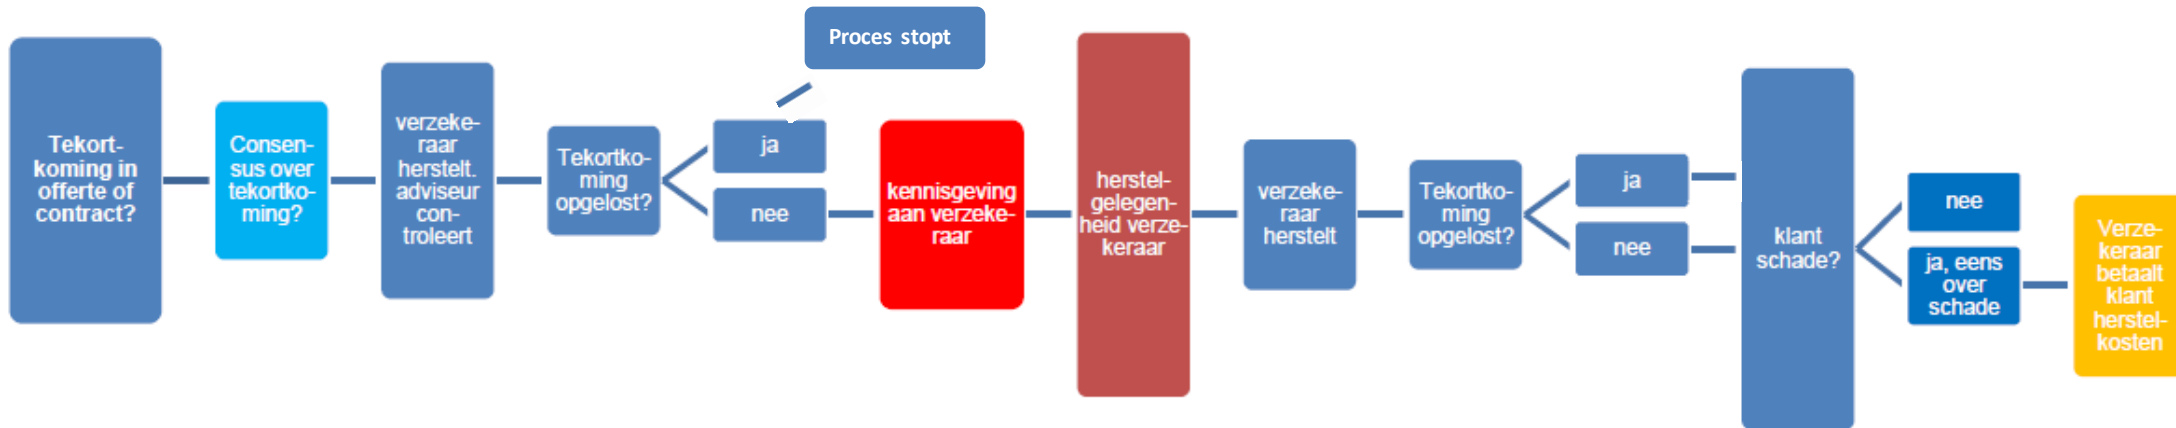 Tekort-
koming in
offerte of
contract?
Consen-
sus over
tekortko-
ming?
verzeke-
raar
herstelt.
adviseur
con-
troleert
Tekortko-
ming
opgelost?
Proces stopt
ja
nee
kennisgeving
aan verzeke-
raar
herstel-
gelegen-
heid verze-
keraar
verzeke-
raar
herstelt
Tekortko-
ming
opgelost?
ja
nee
klant
schade?
nee
ja, eens
over
schade
Verze-
keraar
betaalt
klant
herstel-
kosten